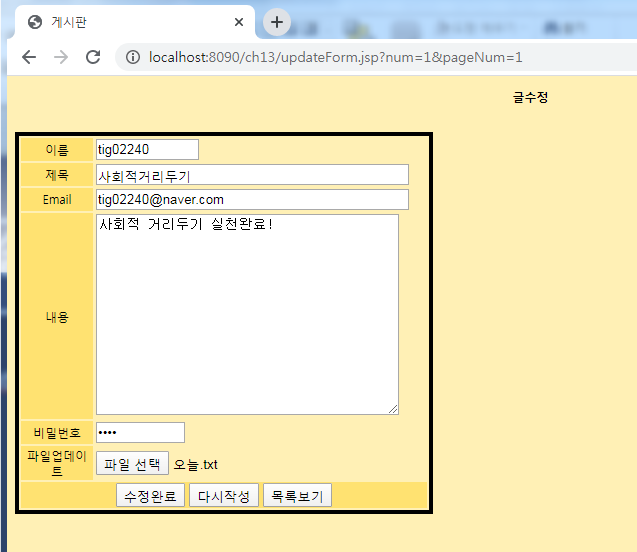 게시판
localhost:8090/ch13/updateForm.jsp?num=1&pageNum=1
글수정
이름 tig02240
제목 사회적거리두기
Email tig02240@naver.com
내용 사회적 거리두기 실천완료!
비밀번호 ••••
파일업데이
트 파일 선택 오늘.txt
수정완료 다시작성 목록보기